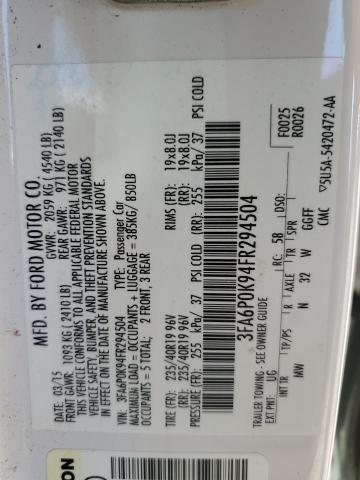 MFD. BY FORD MOTOR CO.
03/15 GVWR: 2059 KG ( 4540 LB)
FRONT GAWR: 1093 KG ( 2410 LB) REAR GAWR: 971 KG ( 2140 LB)
THIS VEHICLE CONFORMS TO ALL APPLICABLE FEDERAL MOTOR
VEHICLE SAFETY, BUMPER, AND THEFT PREVENTION STANDARDS
IN EFFECT ON THE DATE OF MANUFACTURE SHOWN ABOVE.
VIN: 3FA6P0K94FR294504 TYPE: Passenger Car
MAXIMUM LOAD = OCCUPANTS + LUGGAGE = 385KG/ 850LB
OCCUPANTS = 5 TOTAL; 2 FRONT, 3 REAR
TIRE (FR): 235/40R19 96V RIMS (FR): 19x8.0J
TIRE (RR): 235/40R19 96V RIMS (RR): 19x8.0J
PRESSURE (FR): 255 kPa/ 37 PSI COLD (RR): 255 kPa/ 37 PSI COLD
3FA6P0K94FR294504
F0025
R0026
TRAILER TOWING - SEE OWNER GUIDE
EXT PNT: UG RC: 58 DSO:
INT TR TP/PS R AXLE TR SPR
CMW N 32 W GGFF
CMC
5U5A-5420472-AA
ON